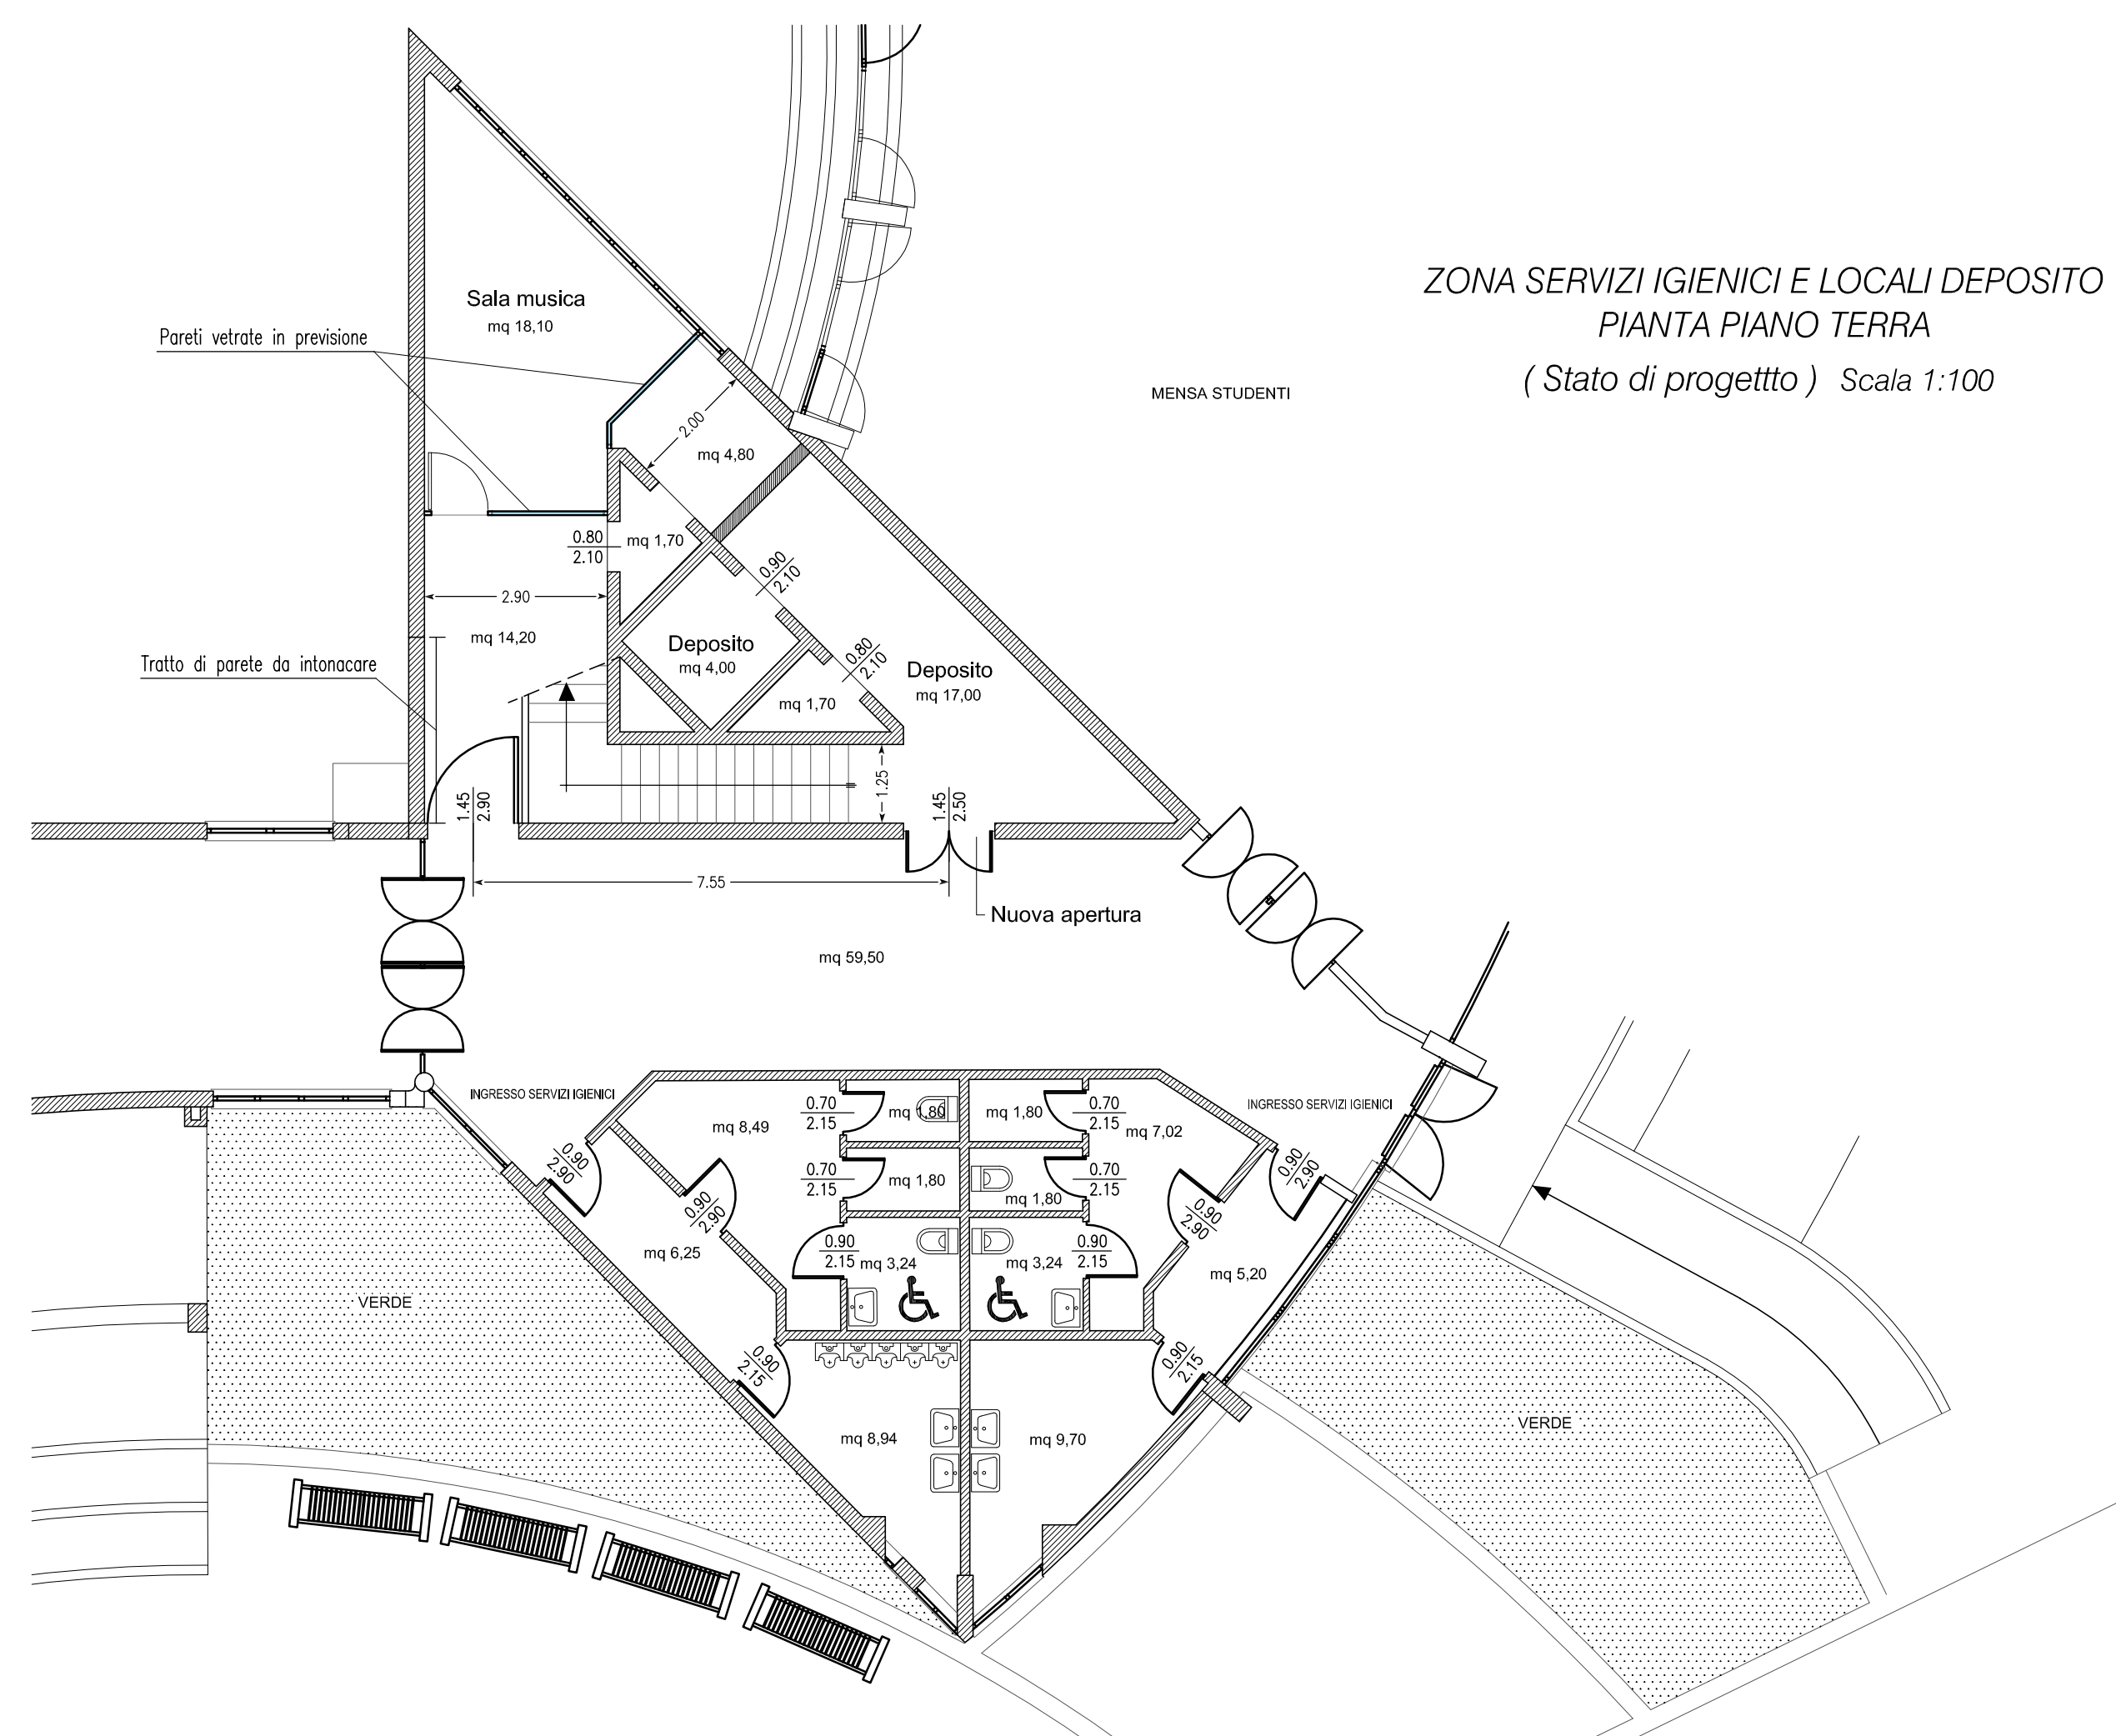 ZONA SERVIZI IGIENICI E LOCALI DEPOSITO
PIANTA PIANO TERRA
( Stato di progettto ) Scala 1:100
Sala musica
mq 18,10
Pareti vetrate in previsione
MENSA STUDENTI
2.00
mq 4,80
0.80
2.10
mq 1,70
0.90
2.10
2.90
mq 14,20
Tratto di parete da intonacare
Deposito
mq 4,00
0.80
2.10
Deposito
mq 17,00
mq 1,70
1.25
1.45
2.90
1.45
2.50
7.55
Nuova apertura
mq 59,50
INGRESSO SERVIZI IGIENICI
INGRESSO SERVIZI IGIENICI
0.70
2.15
mq 1,80
mq 1,80
0.70
2.15
mq 8,49
mq 7,02
0.90
2.90
0.90
2.90
0.70
2.15
mq 1,80
mq 1,80
0.70
2.15
0.90
2.90
0.90
2.90
mq 6,25
0.90
2.15
mq 3,24
mq 3,24
0.90
2.15
mq 5,20
VERDE
0.90
2.15
0.90
2.15
mq 8,94
mq 9,70
VERDE